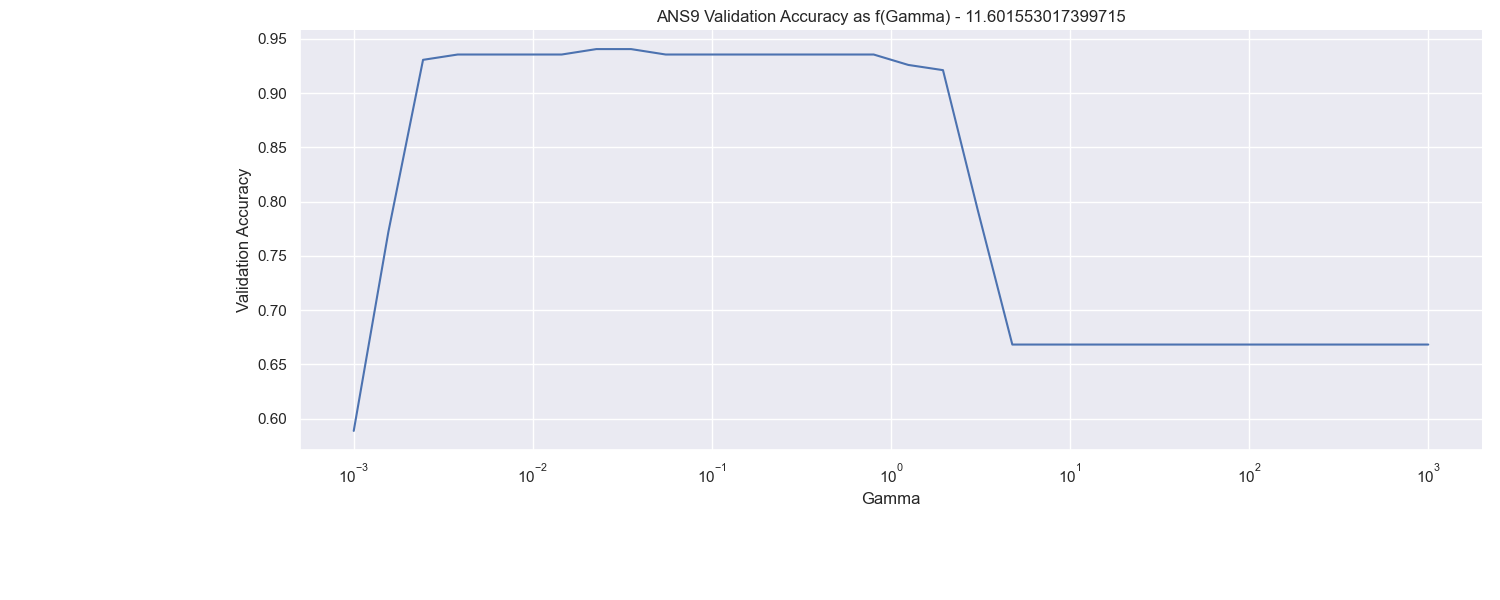 ANS9 Validation Accuracy as f(Gamma) - 11.601553017399715
0.95
0.90
0.85
0.80
0.75
0.70
0.65
0.60
Validation Accuracy
10⁻³ 10⁻² 10⁻¹ 10⁰ 10¹ 10² 10³
Gamma